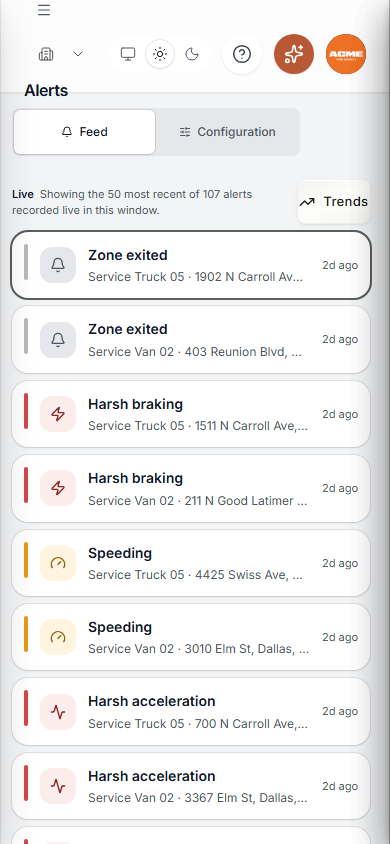 ACME
Alerts
Feed
Configuration
Live Showing the 50 most recent of 107 alerts
recorded live in this window.
Trends
Zone exited
Service Truck 05 · 1902 N Carroll Av...
2d ago
Zone exited
Service Van 02 · 403 Reunion Blvd, ...
2d ago
Harsh braking
Service Truck 05 · 1511 N Carroll Ave,...
2d ago
Harsh braking
Service Van 02 · 211 N Good Latimer ...
2d ago
Speeding
Service Truck 05 · 4425 Swiss Ave, ...
2d ago
Speeding
Service Van 02 · 3010 Elm St, Dallas, ...
2d ago
Harsh acceleration
Service Truck 05 · 700 N Carroll Ave,...
2d ago
Harsh acceleration
Service Van 02 · 3367 Elm St, Dallas,...
2d ago